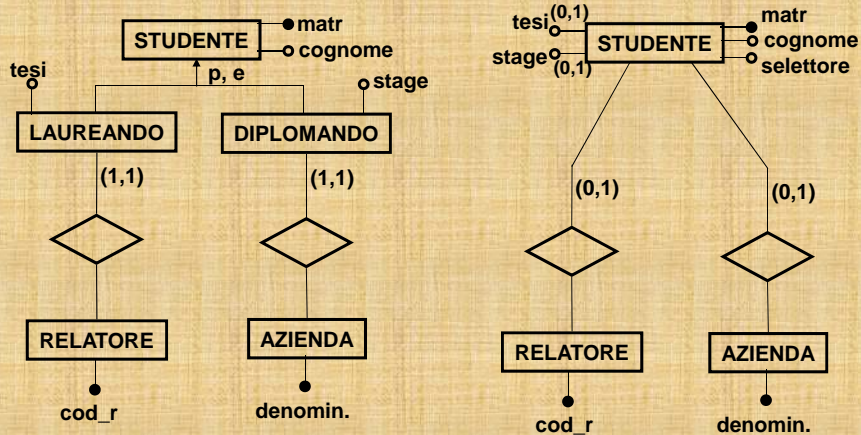 matr
STUDENTE
cognome
p, e
tesi
stage
LAUREANDO
DIPLOMANDO
(1,1)
(1,1)
RELATORE
AZIENDA
cod_r
denomin.
tesi (0,1)
stage (0,1)
STUDENTE
matr
cognome
selettore
(0,1)
(0,1)
RELATORE
AZIENDA
cod_r
denomin.